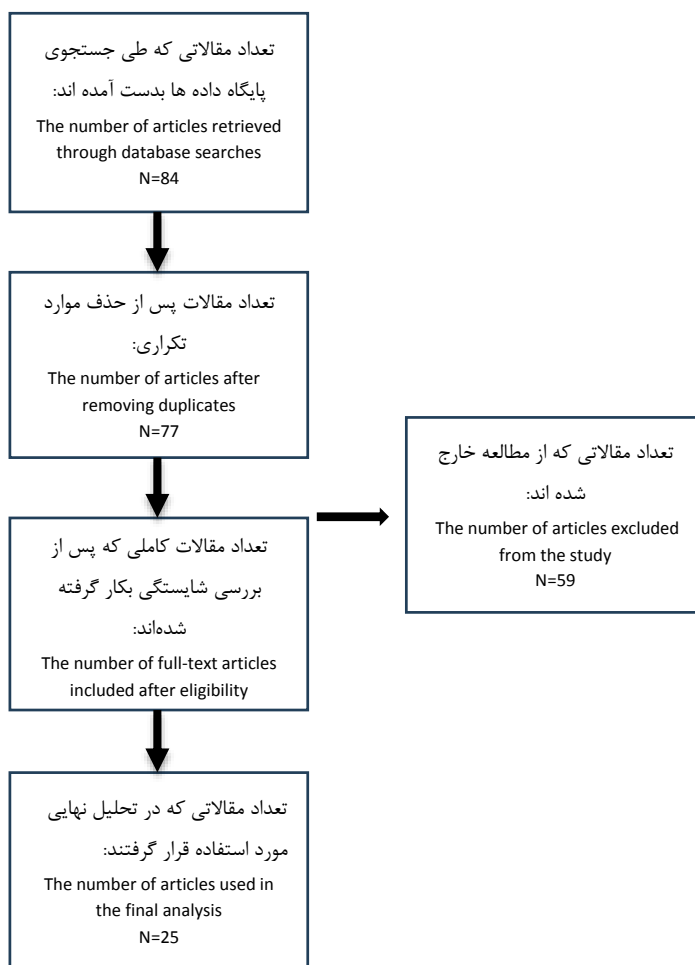 تعداد مقالاتی که طی جستجوی
پایگاه داده ها بدست آمده اند:
The number of articles retrieved
through database searches
N=84
تعداد مقالات پس از حذف موارد
تکراری:
The number of articles after
removing duplicates
N=77
تعداد مقالاتی که از مطالعه خارج
شده اند:
The number of articles excluded
from the study
N=59
تعداد مقالات کاملی که پس از
بررسی شایستگی بکار گرفته
شده‌اند:
The number of full-text articles
included after eligibility
تعداد مقالاتی که در تحلیل نهایی
مورد استفاده قرار گرفتند:
The number of articles used in
the final analysis
N=25